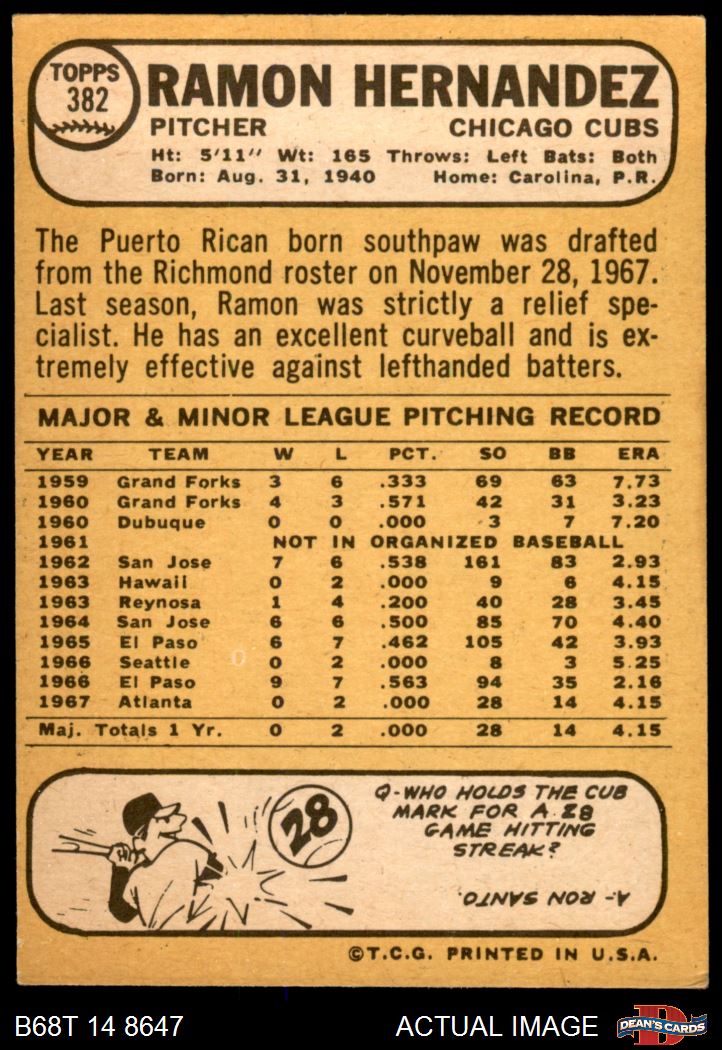 TOPPS
382
RAMON HERNANDEZ
PITCHER CHICAGO CUBS
Ht: 5'11" Wt: 165 Throws: Left Bats: Both
Born: Aug. 31, 1940 Home: Carolina, P.R.
The Puerto Rican born southpaw was drafted
from the Richmond roster on November 28, 1967.
Last season, Ramon was strictly a relief spe-
cialist. He has an excellent curveball and is ex-
tremely effective against lefthanded batters.
MAJOR & MINOR LEAGUE PITCHING RECORD
YEAR TEAM W L PCT. SO BB ERA
1959 Grand Forks 3 6 .333 69 63 7.73
1960 Grand Forks 4 3 .571 42 31 3.23
1960 Dubuque 0 0 .000 3 7 7.20
1961 NOT IN ORGANIZED BASEBALL
1962 San Jose 7 6 .538 161 83 2.93
1963 Hawaii 0 2 .000 9 6 4.15
1963 Reynosa 1 4 .200 40 28 3.45
1964 San Jose 6 6 .500 85 70 4.40
1965 El Paso 6 7 .462 105 42 3.93
1966 Seattle 0 2 .000 8 3 5.25
1966 El Paso 9 7 .563 94 35 2.16
1967 Atlanta 0 2 .000 28 14 4.15
Maj. Totals 1 Yr. 0 2 .000 28 14 4.15
28
Q-WHO HOLDS THE CUB
MARK FOR A 28
GAME HITTING
STREAK?
A- RON SANTO
©T.C.G. PRINTED IN U.S.A.
B68T 14 8647 ACTUAL IMAGE DEAN'S CARDS